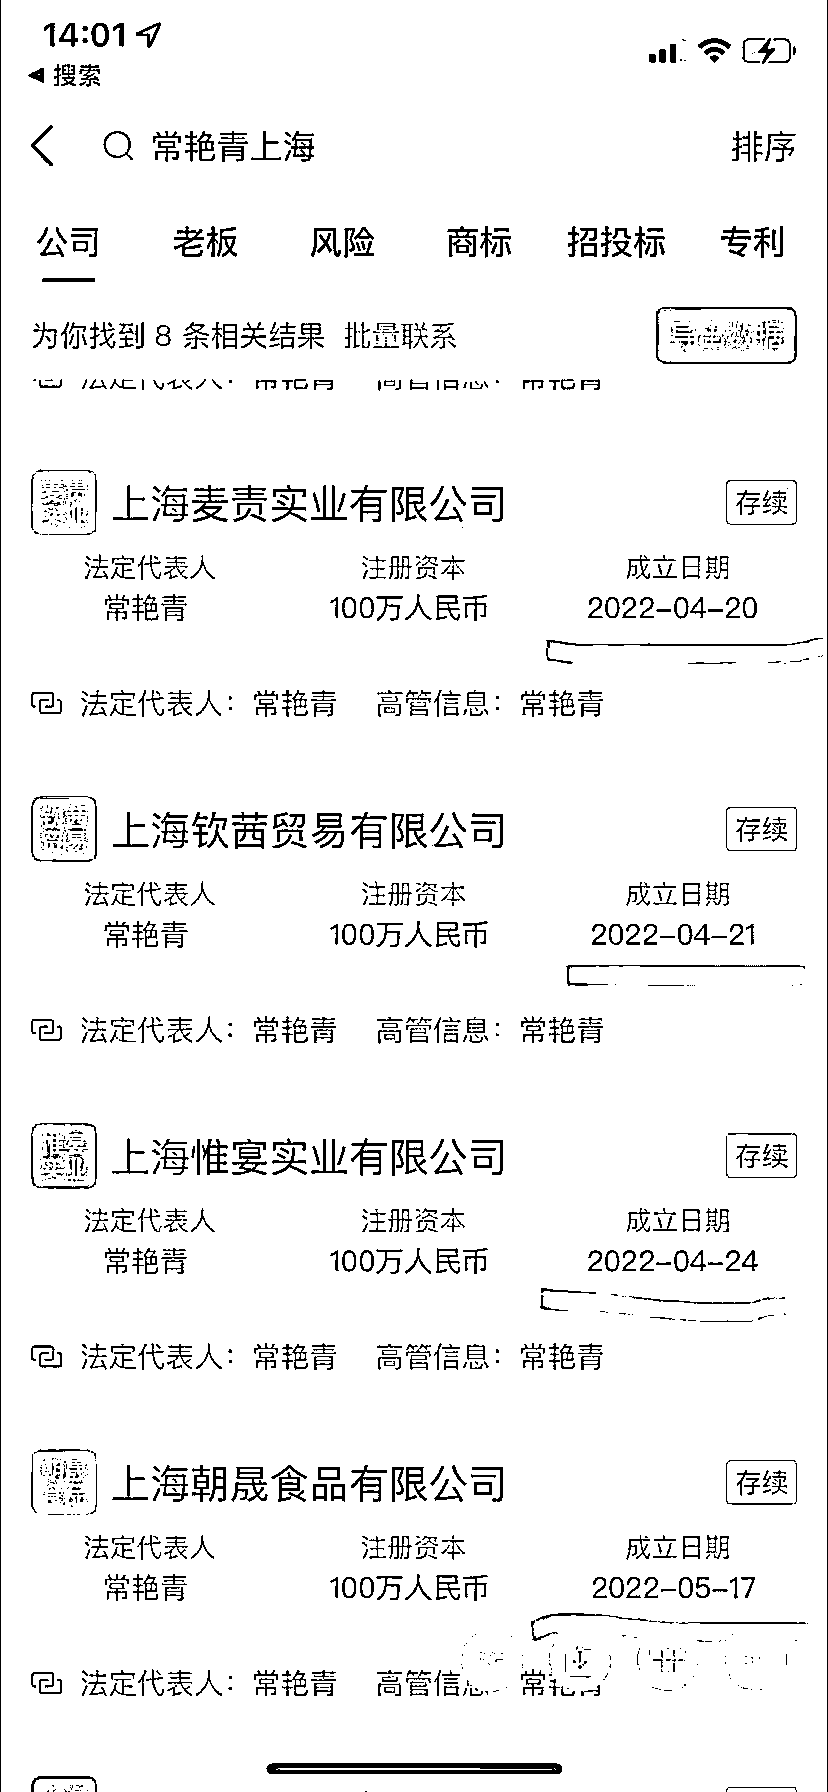 14:01
搜索
常艳青上海 排序
公司 老板 风险 商标 招投标 专利
为你找到 8 条相关结果 批量联系 导出数据
法定代表人：常艳青 高管信息：常艳青
上海麦责实业有限公司 存续
法定代表人 注册资本 成立日期
常艳青 100万人民币 2022-04-20
法定代表人：常艳青 高管信息：常艳青
上海钦茜贸易有限公司 存续
法定代表人 注册资本 成立日期
常艳青 100万人民币 2022-04-21
法定代表人：常艳青 高管信息：常艳青
上海惟宴实业有限公司 存续
法定代表人 注册资本 成立日期
常艳青 100万人民币 2022-04-24
法定代表人：常艳青 高管信息：常艳青
上海朝晟食品有限公司 存续
法定代表人 注册资本 成立日期
常艳青 100万人民币 2022-05-17
法定代表人：常艳青 高管信息：常艳青